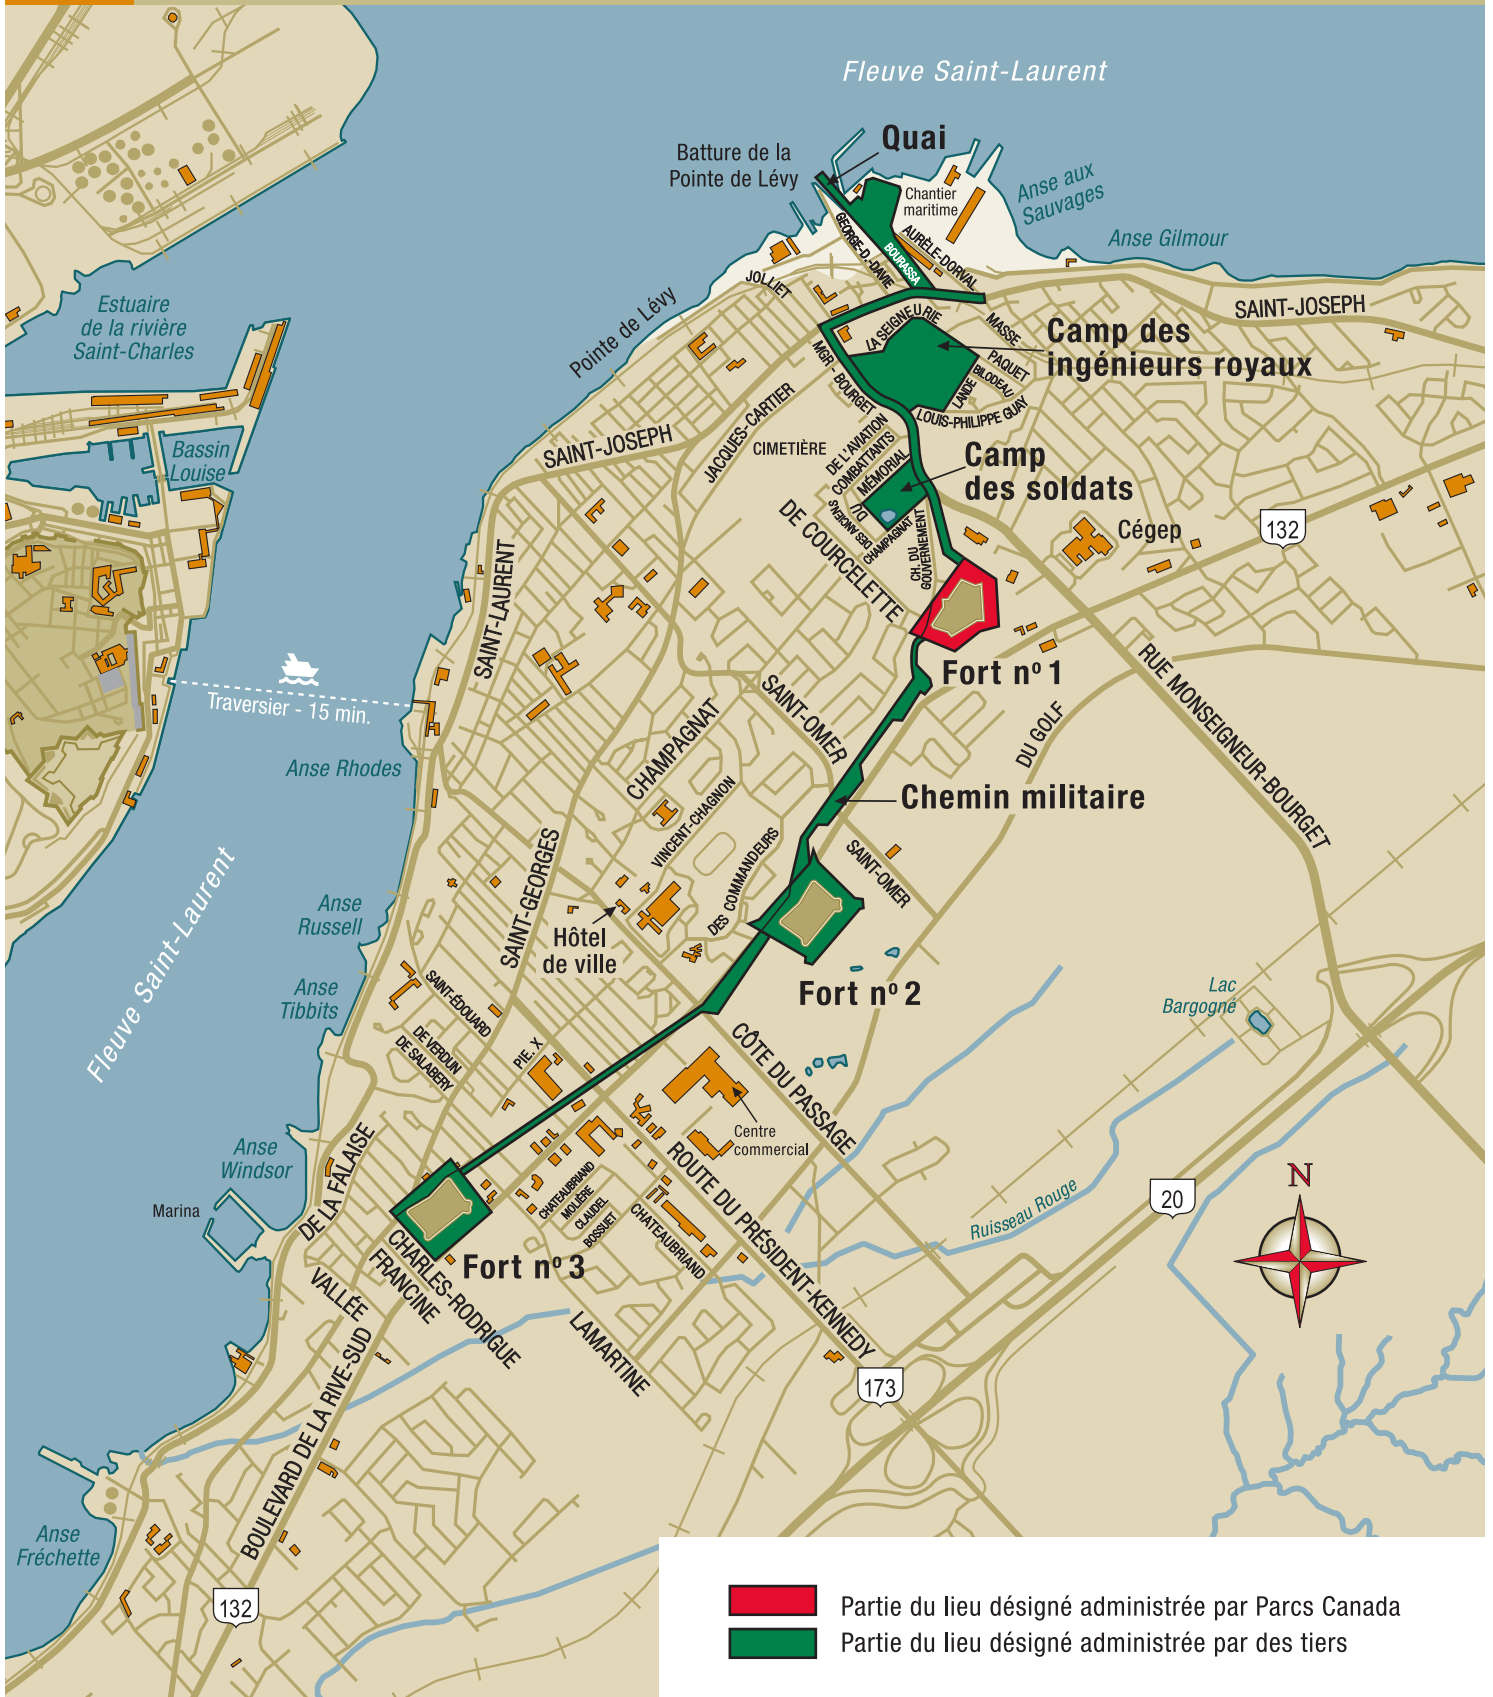 Fleuve Saint-Laurent
Quai
Batture de la
Pointe de Lévy
Chantier
maritime
Anse aux
Sauvages
Anse Gilmour
GEORGE-D.-DAVIE
BOURASSA
AURÈLE-DORVAL
JOLLIET
SAINT-JOSEPH
Estuaire
de la rivière
Saint-Charles
Pointe de Lévy
LA SEIGNEURIE
MASSE
Camp des
ingénieurs royaux
PAQUET
BILODEAU
LANDE
LOUIS-PHILIPPE GUAY
MGR - BOURGET
JACQUES-CARTIER
SAINT-JOSEPH
CIMETIÈRE
DE L'AVIATION
COMBATTANTS
MÉMORIAL
DU
DES ANCIENS
CHAMPAGNAT
Camp
des soldats
Bassin
Louise
DE COURCELETTE
CH. DU
GOUVERNEMENT
Cégep
132
SAINT-LAURENT
Fort nº 1
RUE MONSEIGNEUR-BOURGET
Traversier - 15 min.
SAINT-OMER
DU GOLF
Anse Rhodes
CHAMPAGNAT
VINCENT-CHAGNON
Chemin militaire
DES COMMANDEURS
SAINT-OMER
SAINT-GEORGES
Fleuve Saint-Laurent
Anse
Russell
Hôtel
de ville
Fort nº 2
Anse
Tibbits
Lac
Bargogné
SAINT-ÉDOUARD
DE VERDUN
DE SALABERY
PIE. X
CÔTE DU PASSAGE
Centre
commercial
Anse
Windsor
Marina
DE LA FALAISE
ROUTE DU PRÉSIDENT-KENNEDY
CHATEAUBRIAND
MOLIÈRE
CLAUDEL
BOSSUET
CHATEAUBRIAND
Ruisseau Rouge
20
N
Fort nº 3
CHARLES-RODRIGUE
FRANCINE
VALLÉE
LAMARTINE
BOULEVARD DE LA RIVE-SUD
173
Anse
Fréchette
132
Partie du lieu désigné administrée par Parcs Canada
Partie du lieu désigné administrée par des tiers